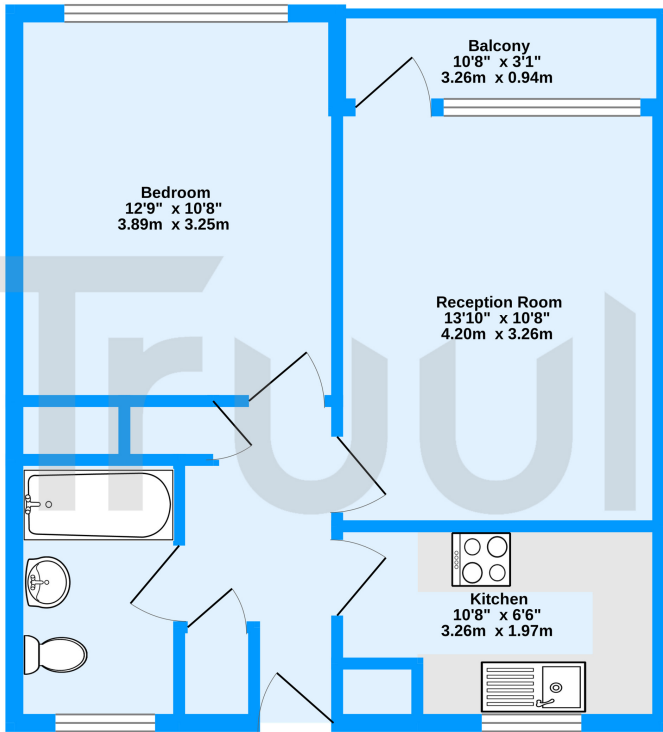 Balcony
10'8" x 3'1"
3.26m x 0.94m
Bedroom
12'9" x 10'8"
3.89m x 3.25m
Reception Room
13'10" x 10'8"
4.20m x 3.26m
Truul
Kitchen
10'8" x 6'6"
3.26m x 1.97m